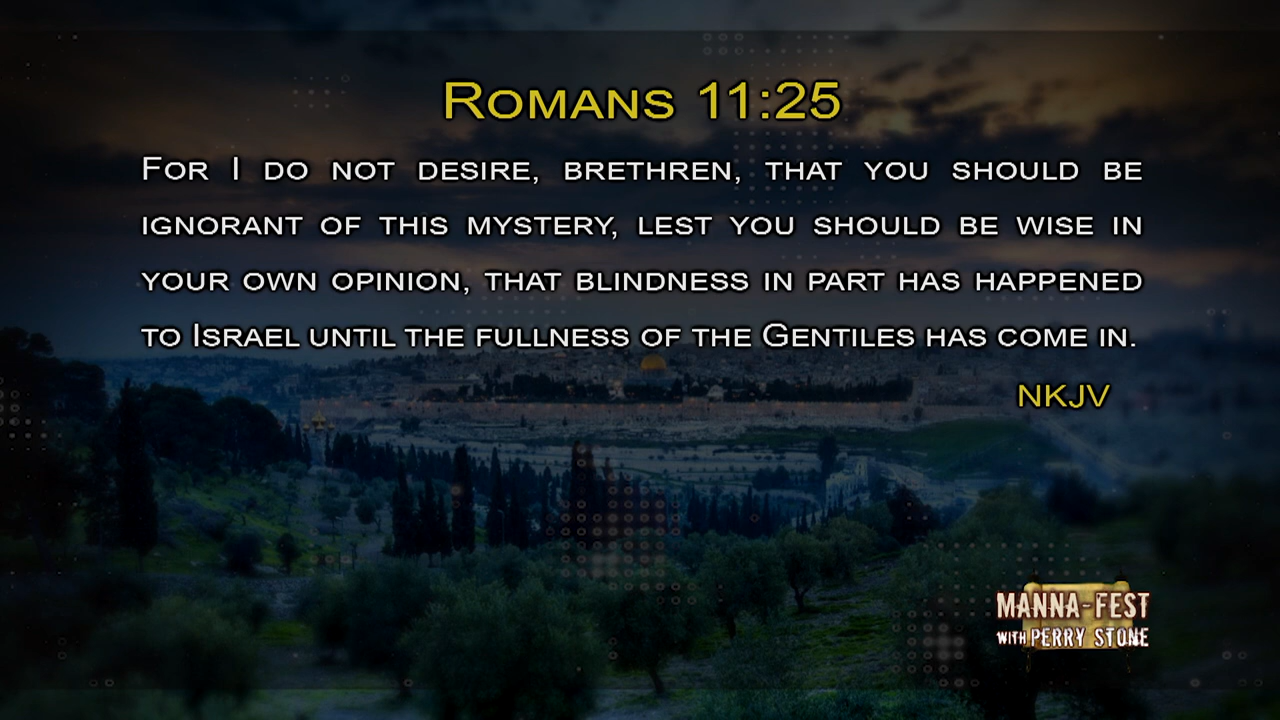 Romans 11:25
For I do not desire, brethren, that you should be
ignorant of this mystery, lest you should be wise in
your own opinion, that blindness in part has happened
to Israel until the fullness of the Gentiles has come in.
NKJV
MANNA-FEST
WITH PERRY STONE